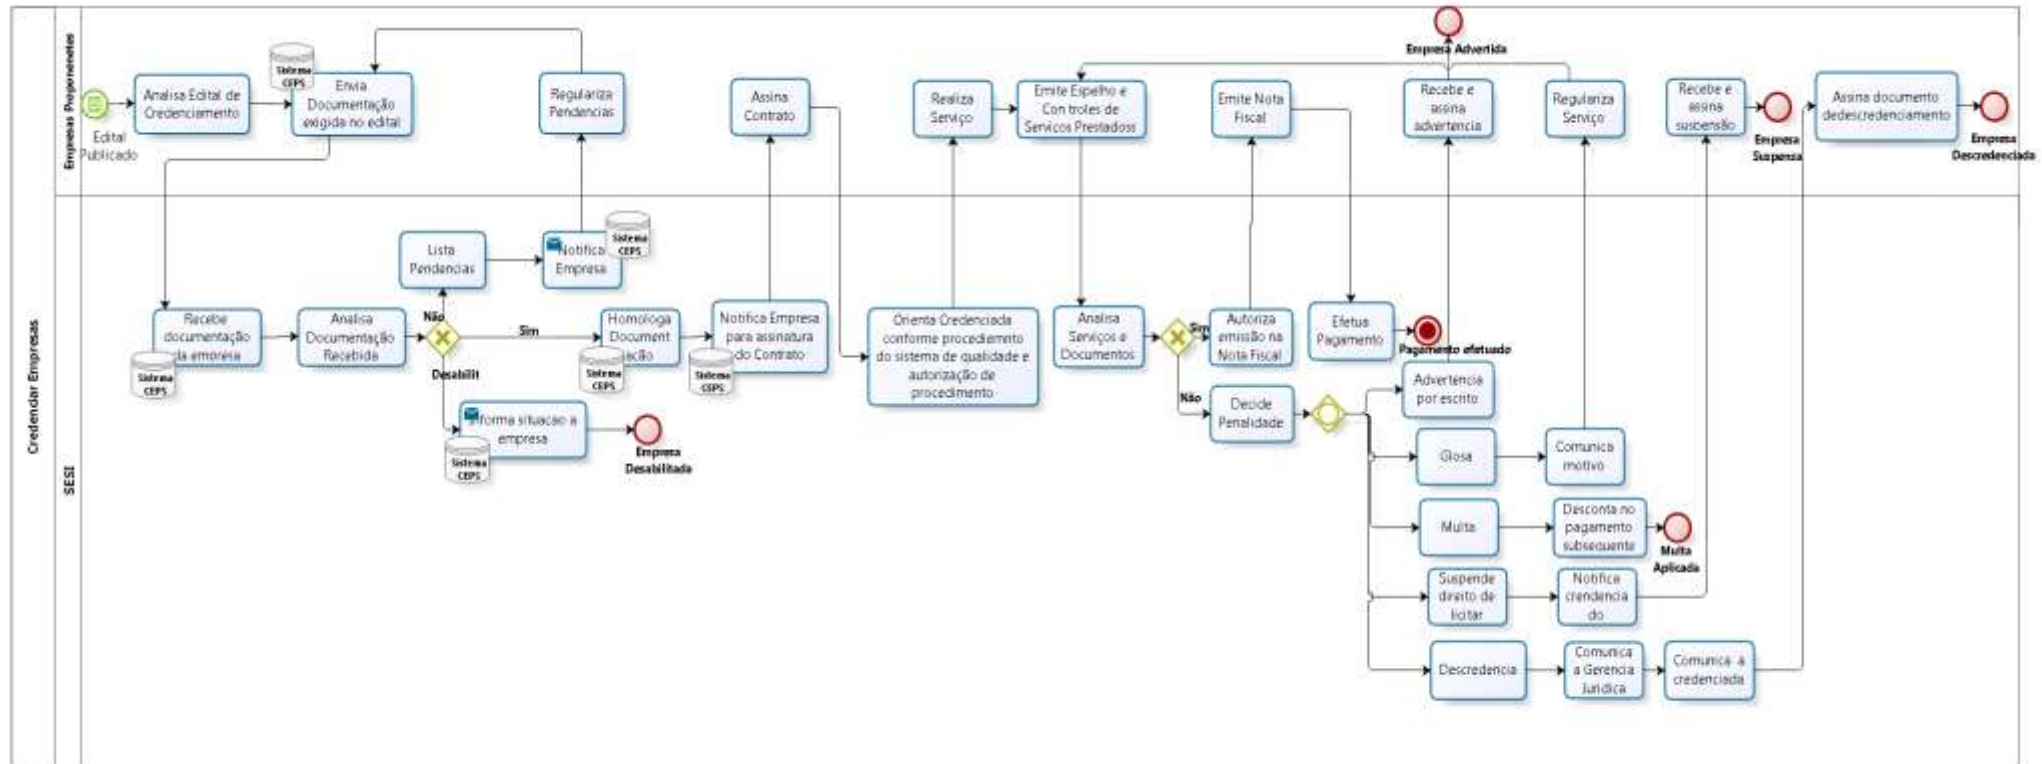 Credendar Empresas
Empresas Proponenetes
Edital
Publicado
Analisa Edital de
Credenciamento
Sistema
CEPS
Envia
Documentação
exigida no edital
Regulariza
Pendencias
Assina
Contrato
Realiza
Serviço
Emite Espelho e
Controles de
Servicos Prestadoss
Emite Nota
Fiscal
Empresa Advertida
Recebe e
assina
advertencia
Regulariza
Serviço
Recebe e
assina
suspensão
Empresa
Suspensa
Assina documento
dedescredenciamento
Empresa
Descredenciada
SESI
Recebe
documentação
da empresa
Sistema
CEPS
Analisa
Documentação
Recebida
Não
Sim
Desabilit
Lista
Pendencias
Notifica
Empresa
Sistema
CEPS
forma situacao a
empresa
Sistema
CEPS
Empresa
Desabilitada
Homologa
Document
ação
Sistema
CEPS
Notifica Empresa
para assinatura
do Contrato
Sistema
CEPS
Orienta Credenciada
conforme procediemnto
do sistema de qualidade e
autorização de
procedimento
Analisa
Serviços e
Documentos
Sim
Não
Autoriza
emissão na
Nota Fiscal
Efetua
Pagamento
Pagamento efetuado
Decide
Penalidade
Advertencia
por escrito
Glosa
Comunica
motivo
Multa
Desconta no
pagamento
subsequente
Multa
Aplicada
Suspende
direito de
licitar
Notifica
crendencia
do
Descredencia
Comunica
a Gerencia
Juridica
Comunica a
credenciada